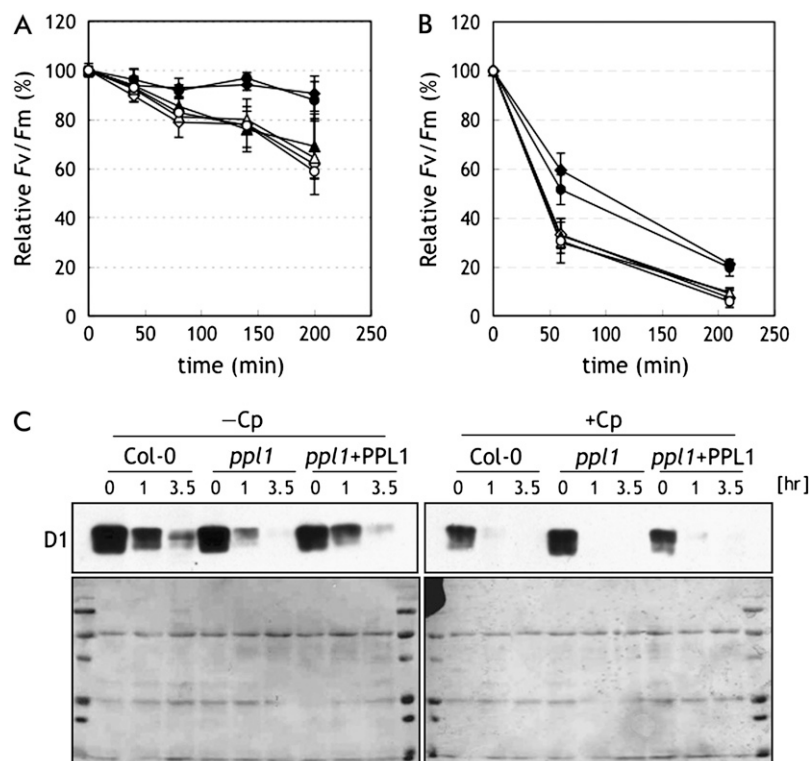 A
B
Relative Fv/Fm (%)
120
100
80
60
40
20
0
0 50 100 150 200 250
time (min)
Relative Fv/Fm (%)
120
100
80
60
40
20
0
0 50 100 150 200 250
time (min)
C
–Cp
+Cp
Col-0 ppl1 ppl1+PPL1
Col-0 ppl1 ppl1+PPL1
0 1 3.5 0 1 3.5 0 1 3.5
0 1 3.5 0 1 3.5 0 1 3.5 [hr]
D1